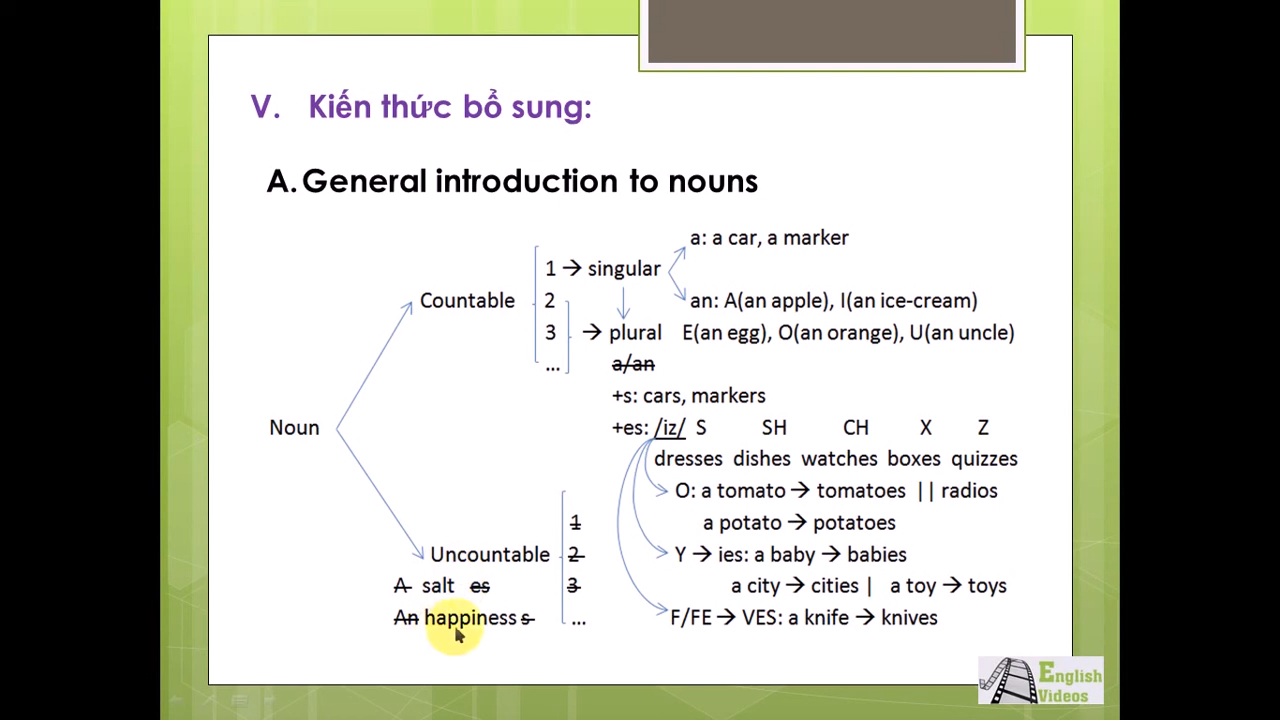 V. Kiến thức bổ sung:
A. General introduction to nouns
a: a car, a marker
1 → singular
Countable 2 an: A(an apple), I(an ice-cream)
3 → plural E(an egg), O(an orange), U(an uncle)
... a/an
+s: cars, markers
Noun +es: /iz/ S SH CH X Z
dresses dishes watches boxes quizzes
O: a tomato → tomatoes || radios
1 a potato → potatoes
Uncountable 2 Y → ies: a baby → babies
A salt es 3 a city → cities | a toy → toys
An happiness s ... F/FE → VES: a knife → knives
English
Videos